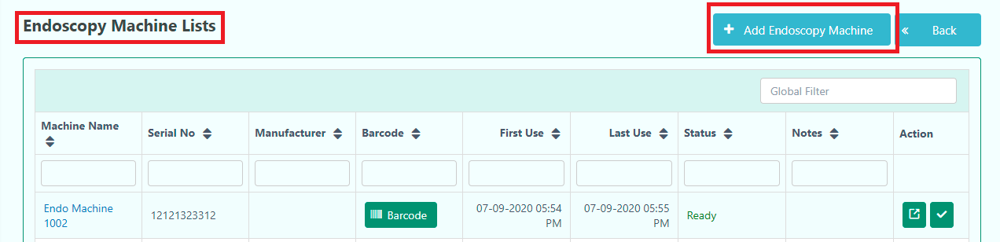 Endoscopy Machine Lists
Add Endoscopy Machine
Back
Global Filter
Machine Name
Serial No
Manufacturer
Barcode
First Use
Last Use
Status
Notes
Action
Endo Machine
1002
12121323312
Barcode
07-09-2020 05:54
PM
07-09-2020 05:55
PM
Ready